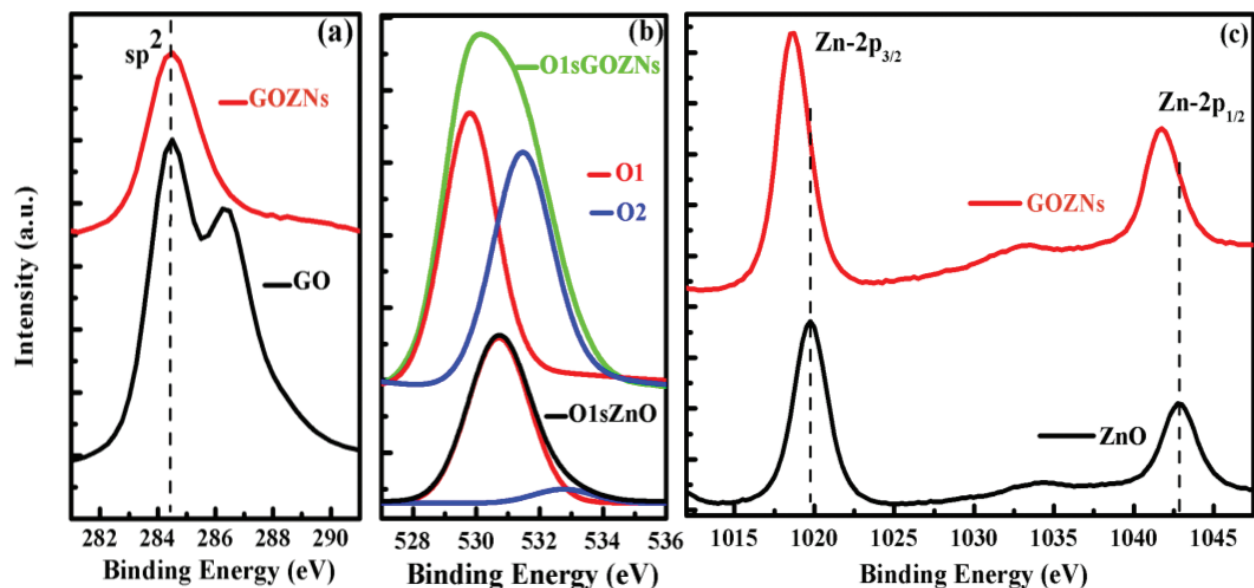 (a)
sp2
GOZNs
GO
282 284 286 288 290
Binding Energy (eV)
Intensity (a.u.)
(b)
O1sGOZNs
O1
O2
O1sZnO
528 530 532 534 536
Binding Energy (eV)
(c)
Zn-2p3/2
Zn-2p1/2
GOZNs
ZnO
1015 1020 1025 1030 1035 1040 1045
Binding Energy (eV)